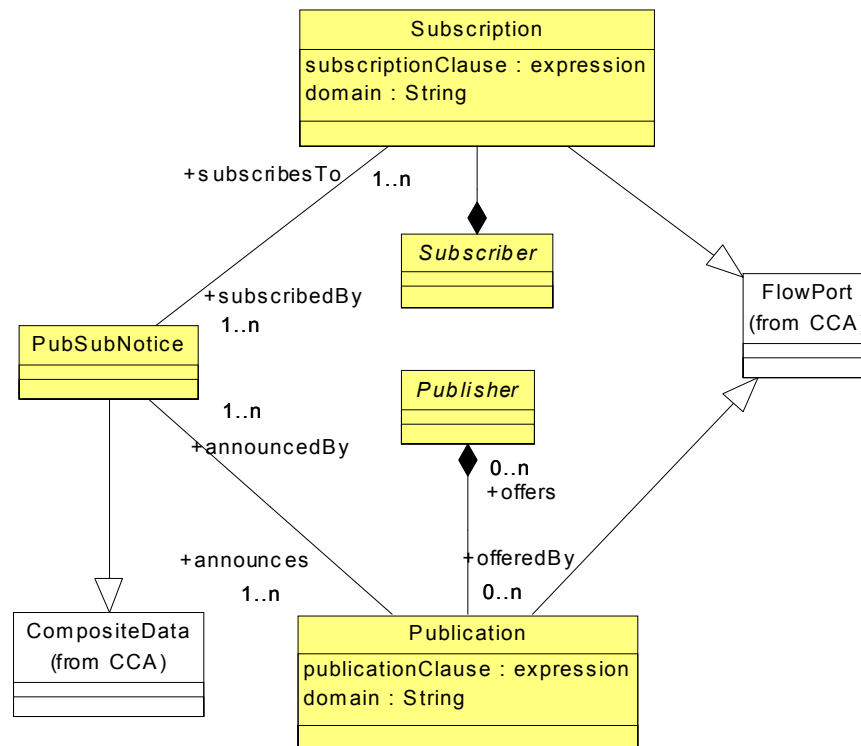 Subscription
subscriptionClause : expression
domain : String
+subscribesTo
1..n
Subscriber
+subscribedBy
1..n
FlowPort
(from CCA)
PubSubNotice
Publisher
1..n
+announcedBy
0..n
+offers
+announces
1..n
+offeredBy
0..n
CompositeData
(from CCA)
Publication
publicationClause : expression
domain : String